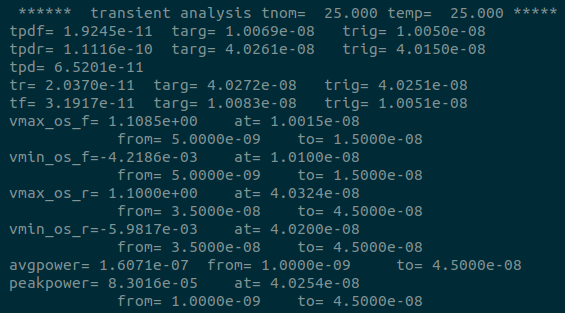 ****** transient analysis tnom= 25.000 temp= 25.000 *****
tpdf= 1.9245e-11 targ= 1.0069e-08 trig= 1.0050e-08
tpdr= 1.1116e-10 targ= 4.0261e-08 trig= 4.0150e-08
tpd= 6.5201e-11
tr= 2.0370e-11 targ= 4.0272e-08 trig= 4.0251e-08
tf= 3.1917e-11 targ= 1.0083e-08 trig= 1.0051e-08
vmax_os_f= 1.1085e+00 at= 1.0015e-08
from= 5.0000e-09 to= 1.5000e-08
vmin_os_f=-4.2186e-03 at= 1.0100e-08
from= 5.0000e-09 to= 1.5000e-08
vmax_os_r= 1.1000e+00 at= 4.0324e-08
from= 3.5000e-08 to= 4.5000e-08
vmin_os_r=-5.9817e-03 at= 4.0200e-08
from= 3.5000e-08 to= 4.5000e-08
avgpower= 1.6071e-07 from= 1.0000e-09 to= 4.5000e-08
peakpower= 8.3016e-05 at= 4.0254e-08
from= 1.0000e-09 to= 4.5000e-08